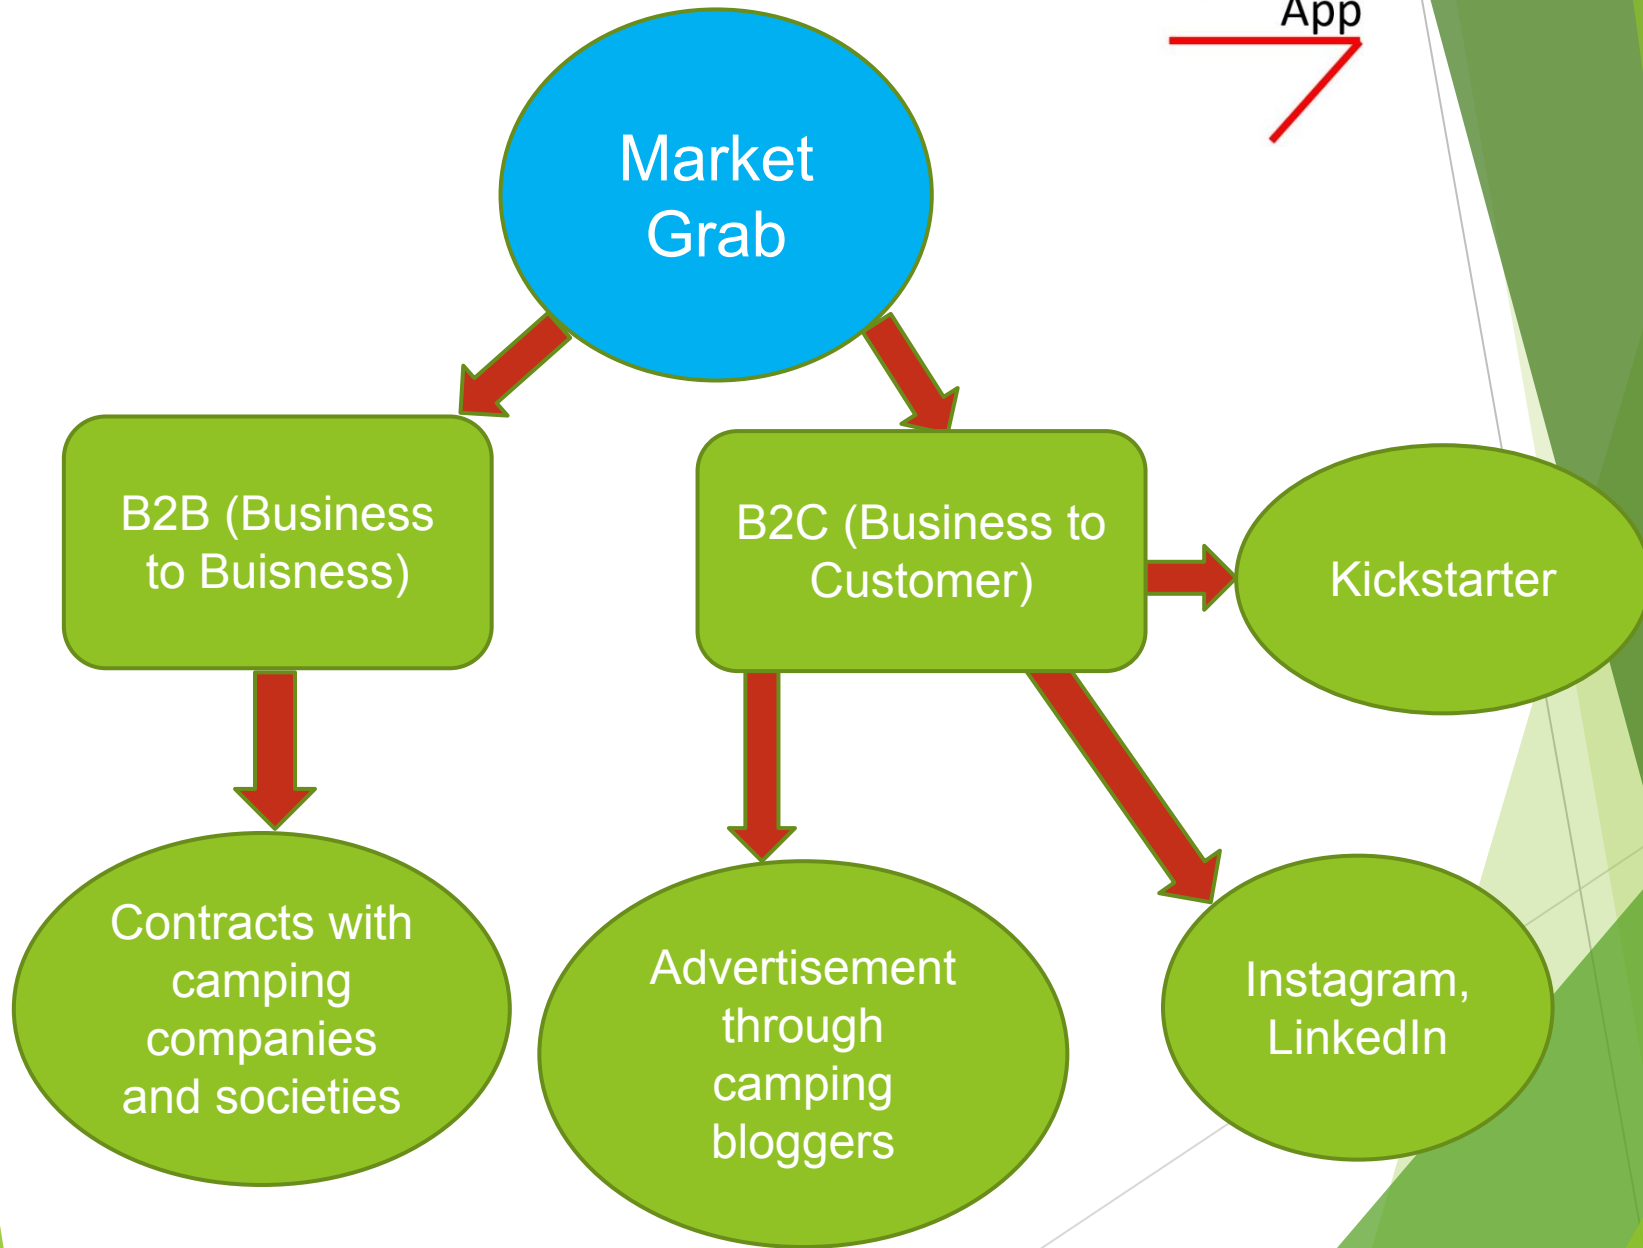 App
Market
Grab
B2B (Business
to Buisness)
B2C (Business to
Customer)
Kickstarter
Contracts with
camping
companies
and societies
Advertisement
through
camping
bloggers
Instagram,
LinkedIn